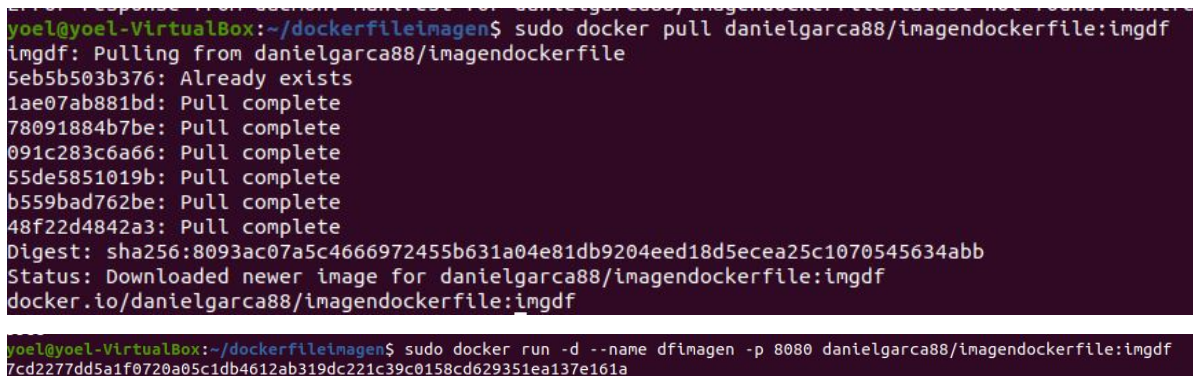 yoel@yoel-VirtualBox:~/dockerfileimagen$ sudo docker pull danielgarca88/imagendockerfile:imgdf
imgdf: Pulling from danielgarca88/imagendockerfile
5eb5b503b376: Already exists
1ae07ab881bd: Pull complete
78091884b7be: Pull complete
091c283c6a66: Pull complete
55de5851019b: Pull complete
b559bad762be: Pull complete
48f22d4842a3: Pull complete
Digest: sha256:8093ac07a5c4666972455b631a04e81db9204eed18d5ecea25c1070545634abb
Status: Downloaded newer image for danielgarca88/imagendockerfile:imgdf
docker.io/danielgarca88/imagendockerfile:imgdf
yoel@yoel-VirtualBox:~/dockerfileimagen$ sudo docker run -d --name dfimagen -p 8080 danielgarca88/imagendockerfile:imgdf
7cd2277dd5a1f0720a05c1db4612ab319dc221c39c0158cd629351ea137e161a